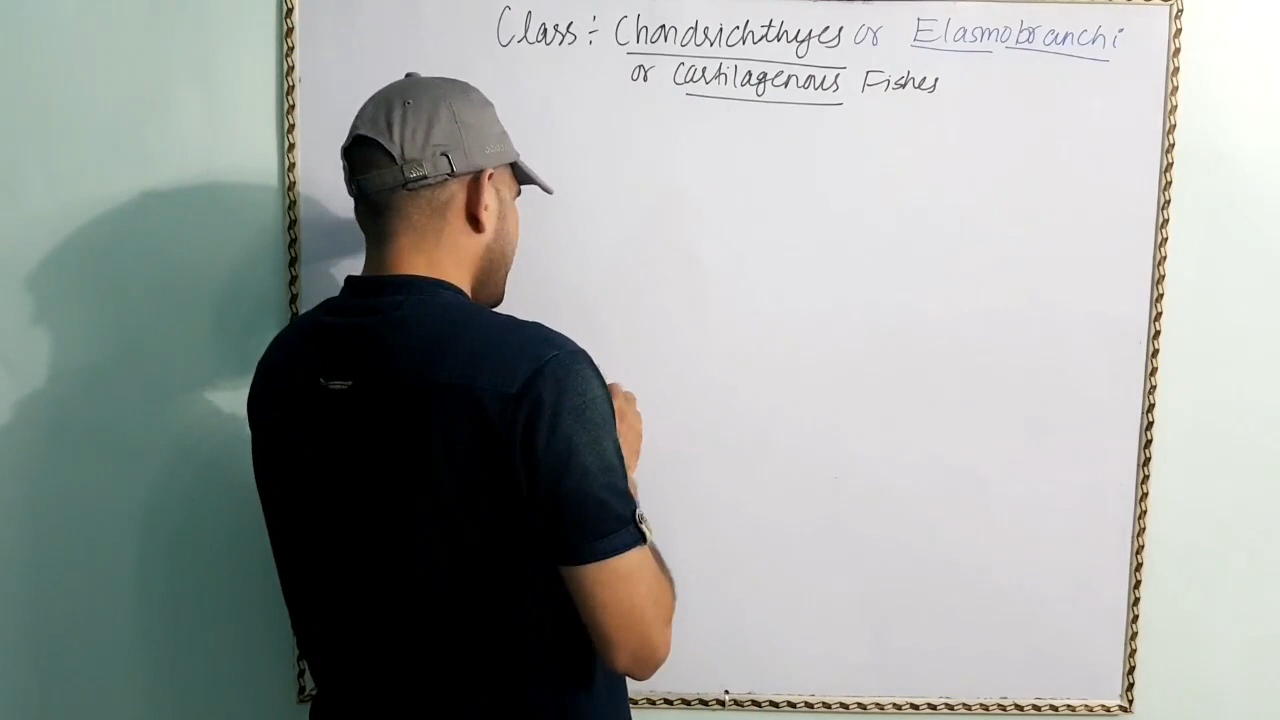 Class :- Chondrichthyes or Elasmobranchi
or Cartilagenous Fishes